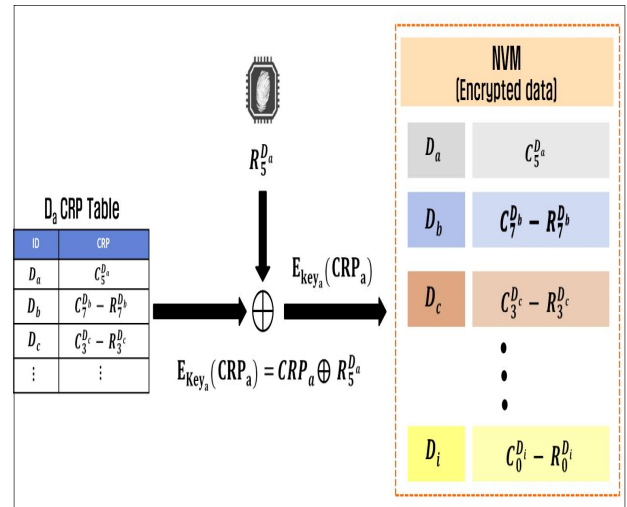 NVM
(Encrypted data)
D_a C_5^{D_a}
D_b C_7^{D_b} − R_7^{D_b}
D_c C_3^{D_c} − R_3^{D_c}
D_i C_0^{D_i} − R_0^{D_i}
R_5^{D_a}
D_a CRP Table
ID CRP
D_a C_5^{D_a}
D_b C_7^{D_b} − R_7^{D_b}
D_c C_3^{D_c} − R_3^{D_c}
⋮ ⋮
E_{key_a}(CRP_a)
⊕
E_{Key_a}(CRP_a) = CRP_a ⊕ R_5^{D_a}